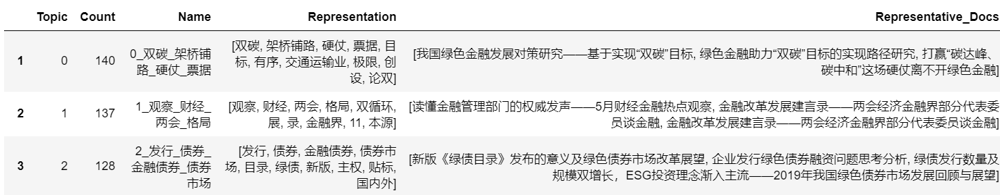 Topic Count Name Representation Representative_Docs
1 0 140 0_双碳_架桥铺路_硬仗_票据 [双碳, 架桥铺路, 硬仗, 票据, 目标, 有序, 交通运输业, 极限, 创设, 论双] [我国绿色金融发展对策研究——基于实现“双碳”目标, 绿色金融助力“双碳”目标的实现路径研究, 打赢“碳达峰、碳中和”这场硬仗离不开绿色金融]
2 1 137 1_观察_财经_两会_格局 [观察, 财经, 两会, 格局, 双循环, 展, 录, 金融界, 11, 本源] [读懂金融管理部门的权威发声——5月财经金融热点观察, 金融改革发展建言录——两会经济金融界部分代表委员谈金融, 金融改革发展建言录——两会经济金融界部分代表委员谈金融]
3 2 128 2_发行_债券_金融债券_债券市场 [发行, 债券, 金融债券, 债券市场, 目录, 绿债, 新版, 主权, 贴标, 国内外] [新版《绿债目录》发布的意义及绿色债券市场改革展望, 企业发行绿色债券融资问题思考分析, 绿债发行数量及规模双增长，ESG投资理念渐入主流——2019年我国绿色债券市场发展回顾与展望]